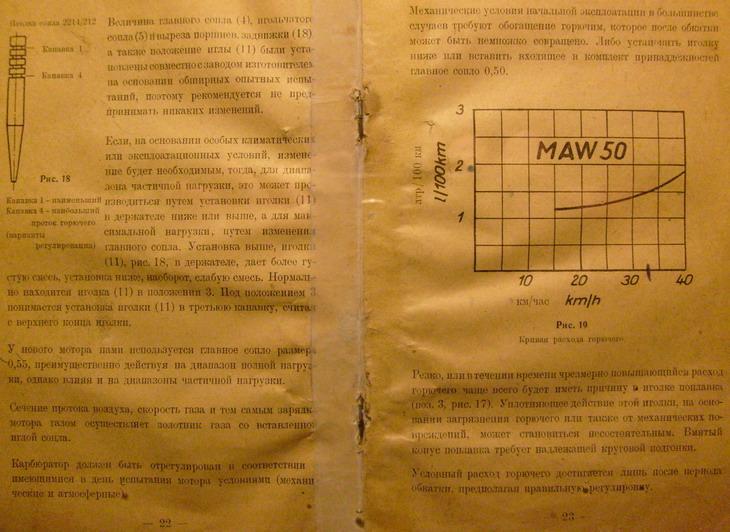 Иголка сопла 2214/212
Канавка 1
Канавка 4
Рис. 18
Канавка 1 – наименьший
Канавка 4 – наибольший
проток горючего
(варианты
регулирования)
Величина главного сопла (4), игольчатого
сопла (5) и выреза поршнев. задвижки (18)
а также положение иглы (11) были уста-
новлены совместно с заводом изготовителем
на основании обширных опытных испы-
таний, поэтому рекомендуется не пред-
принимать никаких изменений.
Если, на основании особых климатических
или эксплоатационных условий, измене-
ние будет необходимым, тогда, для диапа-
зона частичной нагрузки, это может про-
изводиться путем установки иголки (11)
в держателе ниже или выше, а для мак-
симальной нагрузки, путем изменения
главного сопла. Установка выше, иголки
(11), рис. 18, в держателе, дает более гу-
стую смесь, установка ниже, наоборот, слабую смесь. Нормаль-
но находится иголка (11) в положении 3. Под положением 3
понимается установка иголки (11) в третьюю канавку, считая
с верхнего конца иголки.
У нового мотора нами используется главное сопло размера
0,55, преимущественно действуя на диапазон полной нагруз-
ки, однако влияя и на диапазоны частичной нагрузки.
Сечение протока воздуха, скорость газа и тем самым зарядка
мотора газом осуществляет золотник газа со вставленной
иглой сопла.
Карбюратор должен быть отрегулирован в соответствии с
имеющимися в день испытания мотора условиями (механи-
ческие и атмосферные).
— 22 —
Механические условия начальной эксплоатации в большинстве
случаев требуют обогащения горючим, которое после обкатки
может быть немножко сокращено. Либо установить иголку
ниже или вставить входящее в комплект принадлежностей
главное сопло 0,50.
3
2
1
MAW 50
литр/100 км
l/100km
10 20 30 40
км/час km/h
Рис. 19
Кривая расхода горючего.
Резко, или в течении времени чрезмерно повышающийся расход
горючего чаще всего будет иметь причину в иголке поплавка
(поз. 3, рис. 17). Уплотняющее действие этой иголки, на осно-
вании загрязнения горючего или также от механических по-
вреждений, может становиться несостоятельным. Вмятый
конус поплавка требует надлежащей круговой подгонки.
Условный расход горючего достигается лишь после периода
обкатки, предполагая правильную регулировку.
— 23 —